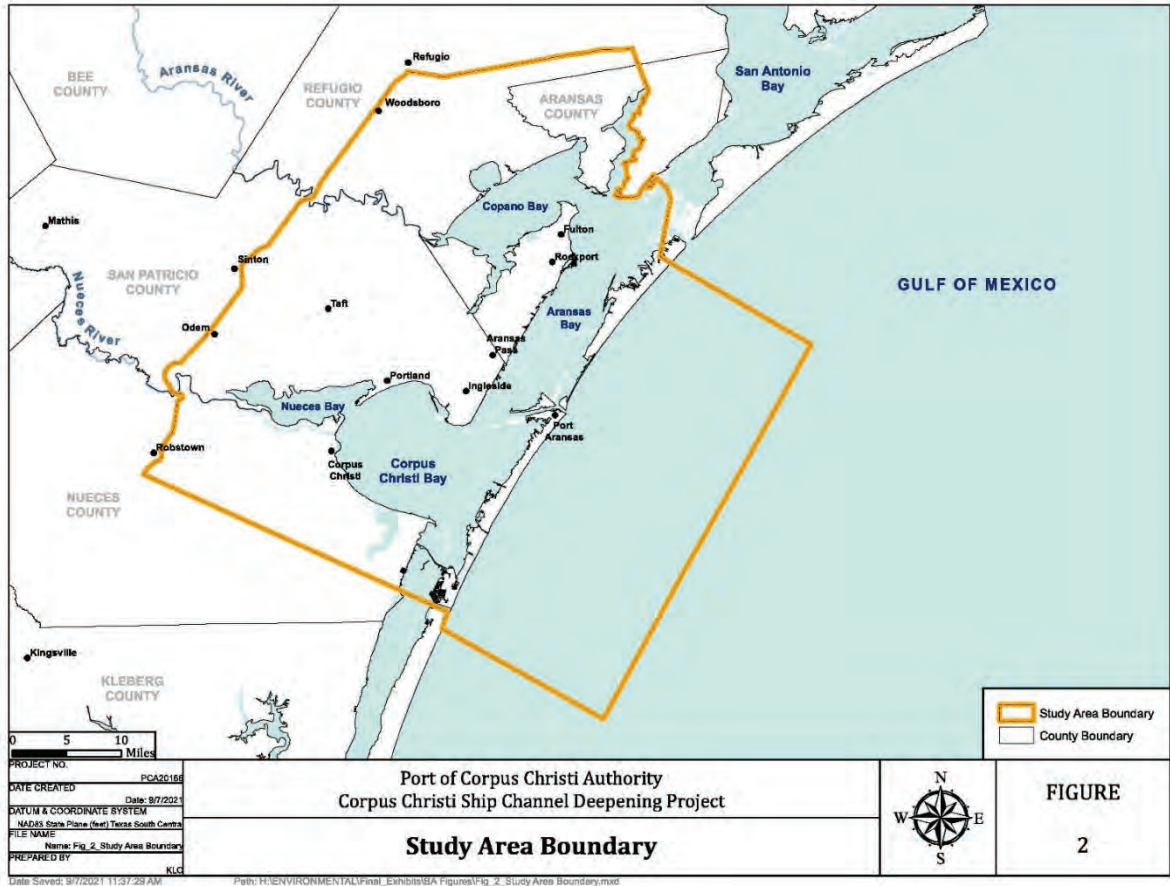 BEE
COUNTY
Aransas River
REFUGIO
COUNTY
Refugio
Woodsboro
ARANSAS
COUNTY
San Antonio
Bay
Mathis
Copano Bay
Fulton
Rockport
Sinton
SAN PATRICIO
COUNTY
Nueces River
Taft
Odem
Aransas
Bay
Aransas
Pass
GULF OF MEXICO
Portland
Ingleside
Nueces Bay
Port
Aransas
Robstown
Corpus
Christi
Corpus
Christi Bay
NUECES
COUNTY
Kingsville
KLEBERG
COUNTY
0 5 10
Miles
Study Area Boundary
County Boundary
PROJECT NO.
PCA20166
DATE CREATED
Date: 9/7/2021
DATUM & COORDINATE SYSTEM
NAD83 State Plane (feet) Texas South Central
FILE NAME
Name: Fig_2_Study Area Boundary
PREPARED BY
KLC
Port of Corpus Christi Authority
Corpus Christi Ship Channel Deepening Project
Study Area Boundary
N
W E
S
FIGURE
2
Date Saved: 9/7/2021 11:37:29 AM
Path: H:\ENVIRONMENTAL\Final_Exhibits\BA Figures\Fig_2_Study Area Boundary.mxd